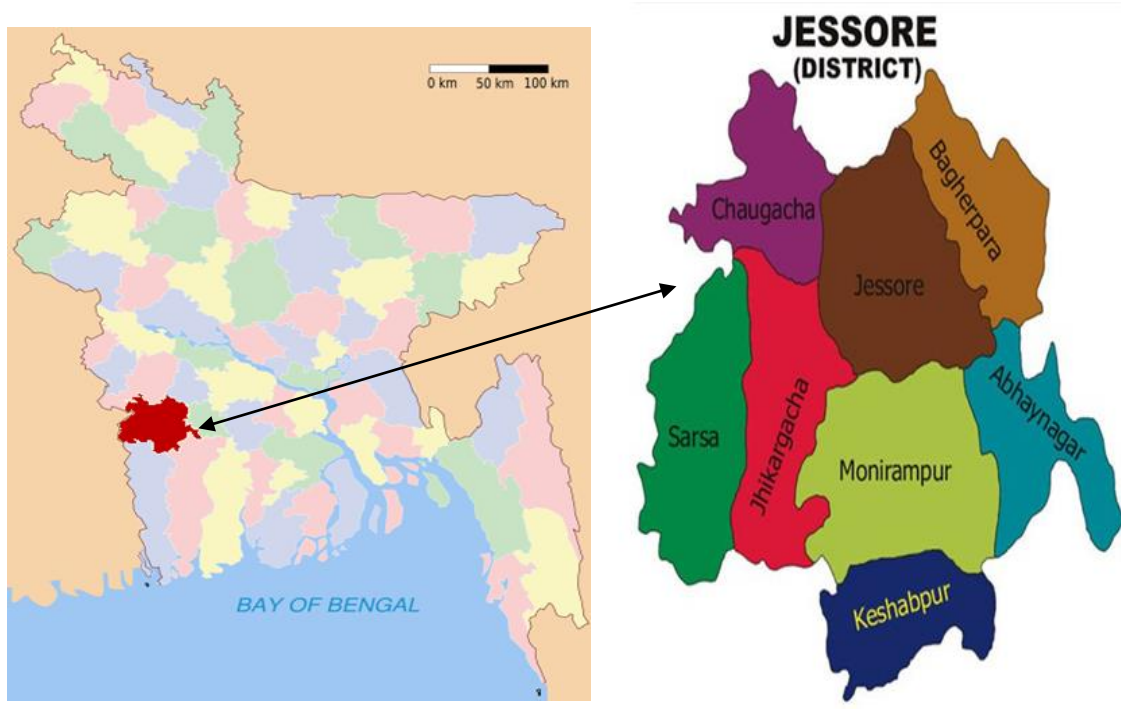 0 km 50 km 100 km
BAY OF BENGAL
JESSORE
(DISTRICT)
Chaugacha
Bagherpara
Jessore
Sarsa
Jhikargacha
Monirampur
Abhaynagar
Keshabpur